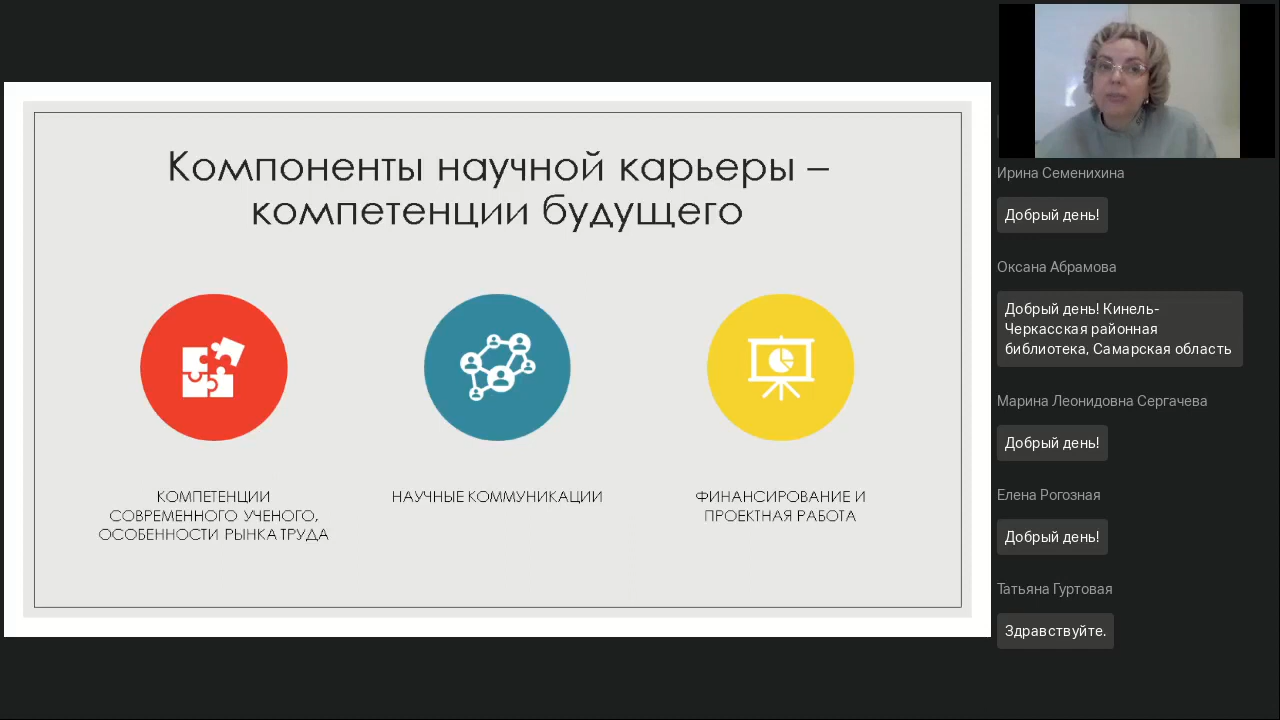 Компоненты научной карьеры –
компетенции будущего
КОМПЕТЕНЦИИ
СОВРЕМЕННОГО УЧЕНОГО,
ОСОБЕННОСТИ РЫНКА ТРУДА
НАУЧНЫЕ КОММУНИКАЦИИ
ФИНАНСИРОВАНИЕ И
ПРОЕКТНАЯ РАБОТА
Ирина Семенихина
Добрый день!
Оксана Абрамова
Добрый день! Кинель-
Черкасская районная
библиотека, Самарская область
Марина Леонидовна Сергачева
Добрый день!
Елена Рогозная
Добрый день!
Татьяна Гуртовая
Здравствуйте.